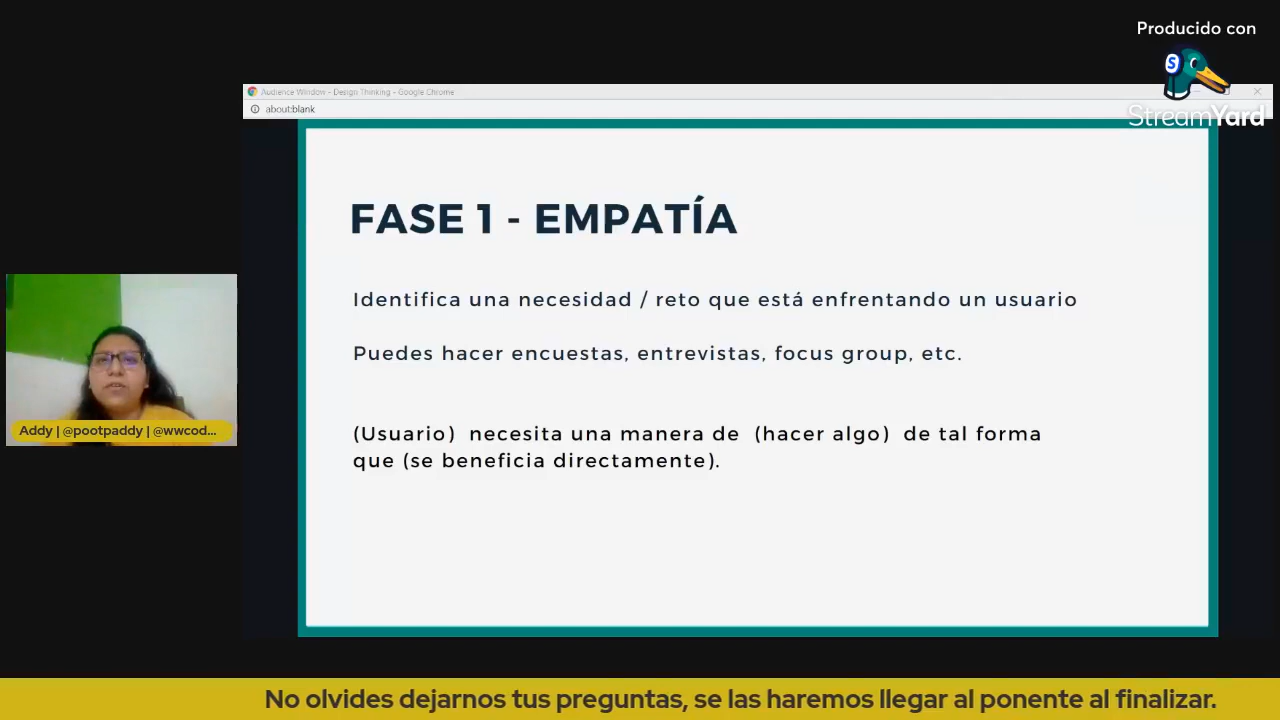 Producido con
StreamYard
Audience Window - Design Thinking - Google Chrome
about:blank
FASE 1 - EMPATÍA
Identifica una necesidad / reto que está enfrentando un usuario
Puedes hacer encuestas, entrevistas, focus group, etc.
(Usuario) necesita una manera de (hacer algo) de tal forma
que (se beneficia directamente).
Addy | @pootpaddy | @wwcod...
No olvides dejarnos tus preguntas, se las haremos llegar al ponente al finalizar.